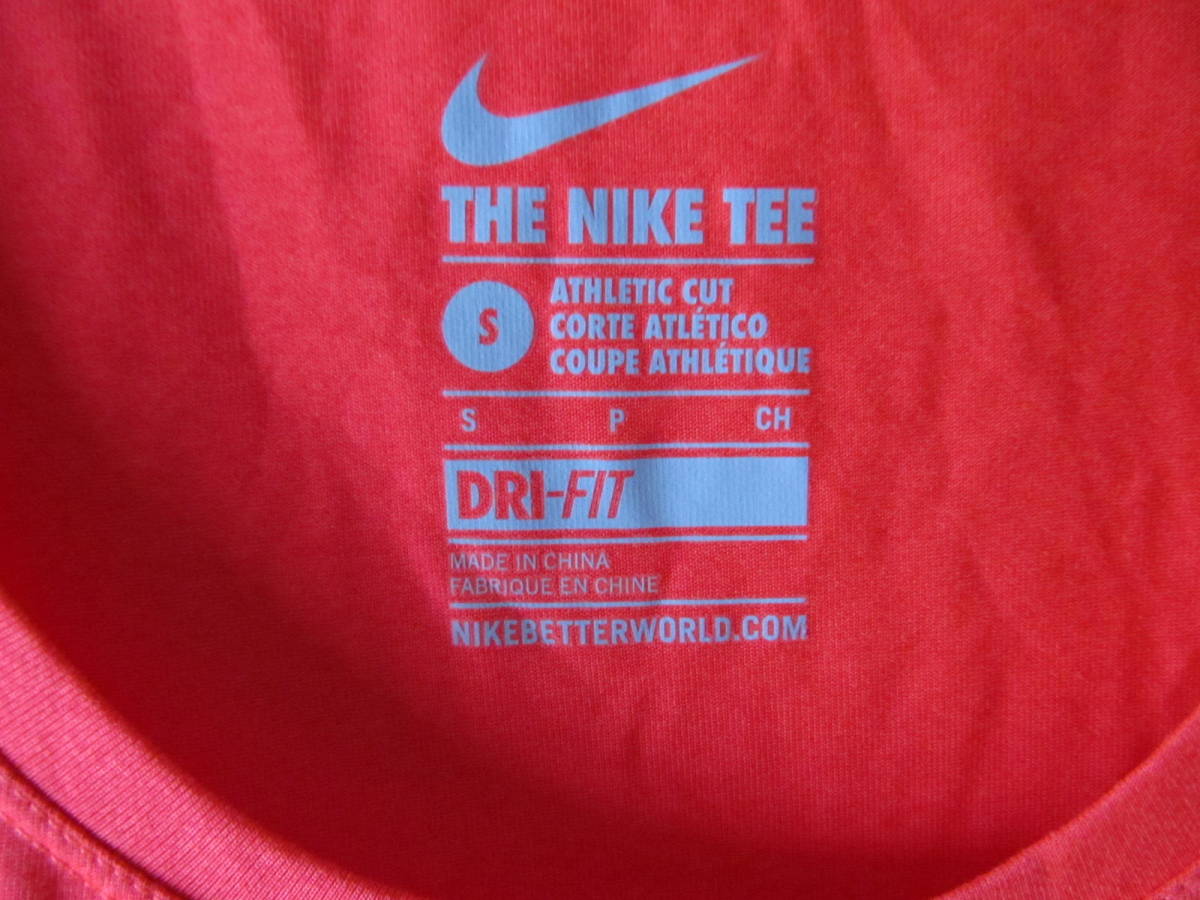 THE NIKE TEE
S
ATHLETIC CUT
CORTE ATLÉTICO
COUPE ATHLÉTIQUE
S P CH
DRI-FIT
MADE IN CHINA
FABRIQUE EN CHINE
NIKEBETTERWORLD.COM